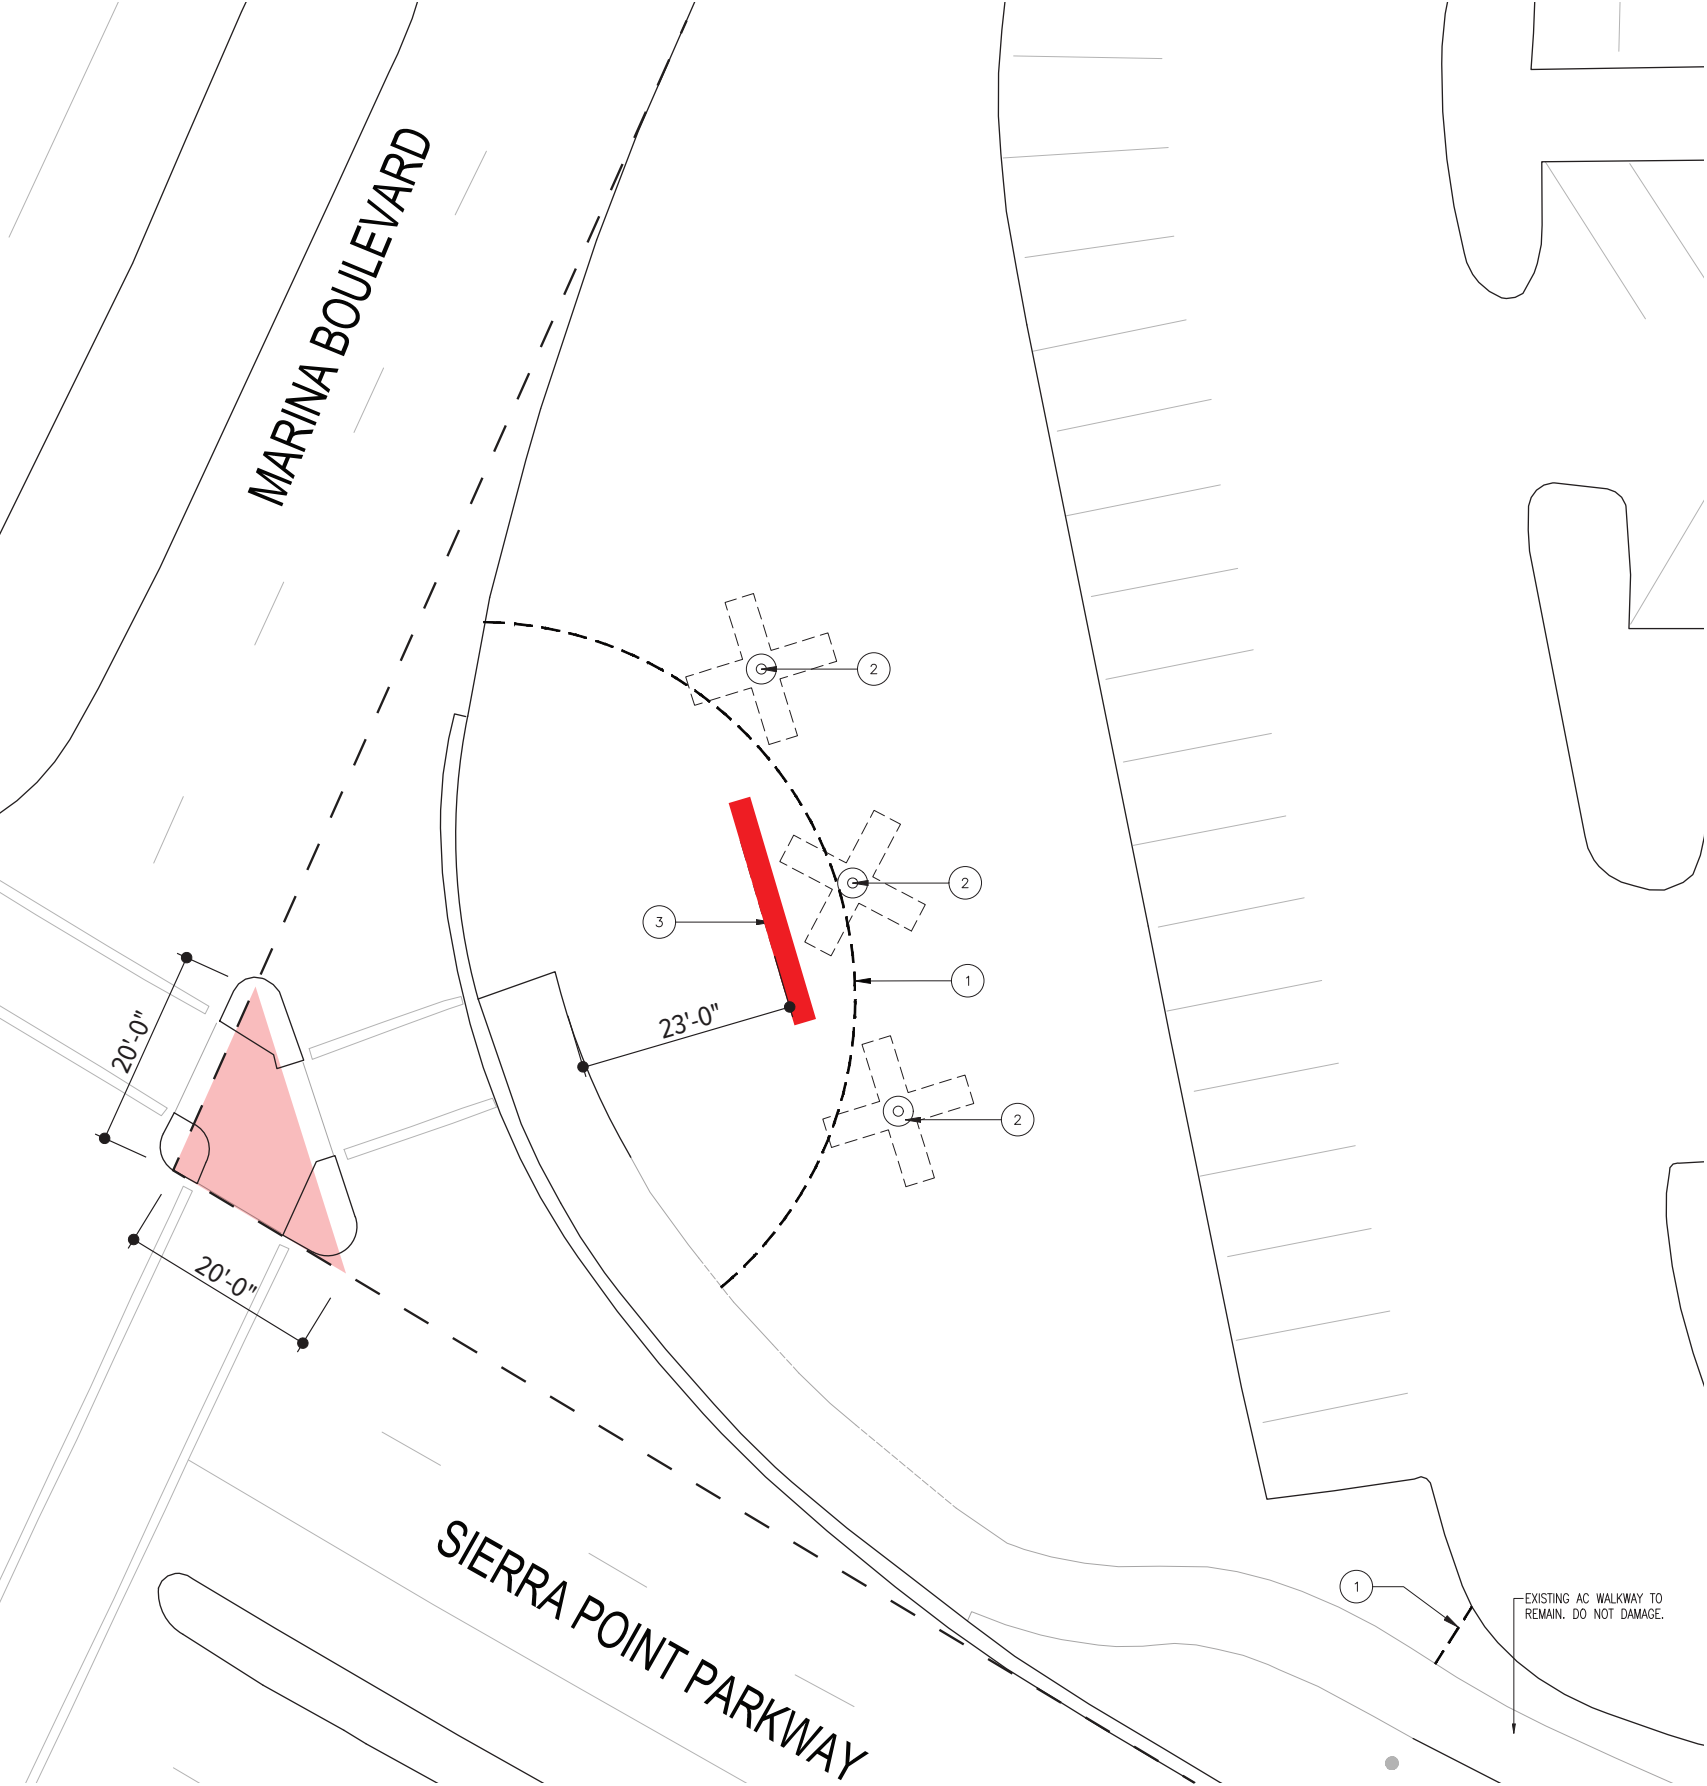 MARINA BOULEVARD
2
2
3
1
23'-0"
20'-0"
2
20'-0"
SIERRA POINT PARKWAY
1
EXISTING AC WALKWAY TO
REMAIN. DO NOT DAMAGE.